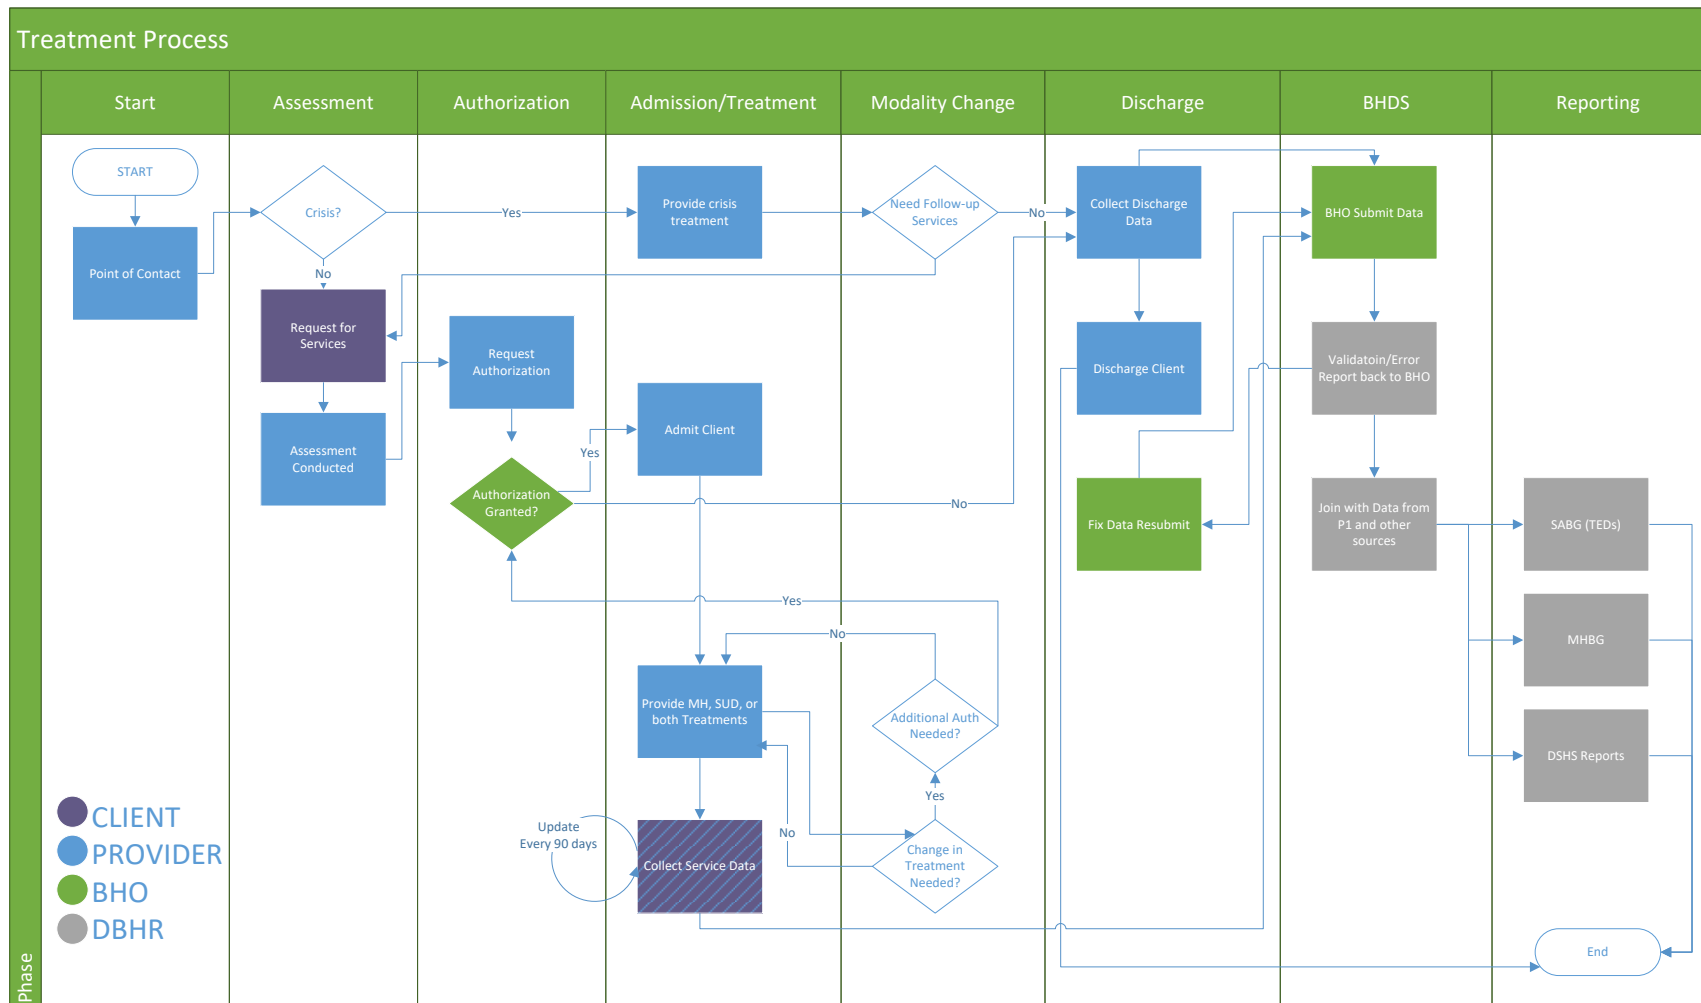 Treatment Process
Phase
Start
Assessment
Authorization
Admission/Treatment
Modality Change
Discharge
BHDS
Reporting
START
Point of Contact
Crisis?
Yes
No
Request for
Services
Assessment
Conducted
Request
Authorization
Authorization
Granted?
Yes
No
Provide crisis
treatment
Need Follow-up
Services
No
Admit Client
Yes
No
Provide MH, SUD, or
both Treatments
Additional Auth
Needed?
Yes
No
Change in
Treatment
Needed?
Update
Every 90 days
Collect Service Data
Collect Discharge
Data
Discharge Client
Fix Data Resubmit
BHO Submit Data
Validatoin/Error
Report back to BHO
Join with Data from
P1 and other
sources
SABG (TEDs)
MHBG
DSHS Reports
End
CLIENT
PROVIDER
BHO
DBHR